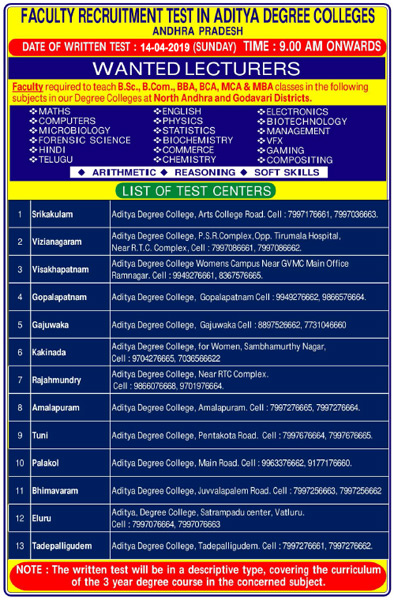 FACULTY RECRUITMENT TEST IN ADITYA DEGREE COLLEGES
ANDHRA PRADESH
DATE OF WRITTEN TEST : 14-04-2019 (SUNDAY) TIME : 9.00 AM ONWARDS
WANTED LECTURERS
Faculty required to teach B.Sc., B.Com., BBA, BCA, MCA & MBA classes in the following
subjects in our Degree Colleges at North Andhra and Godavari Districts.
❖MATHS ❖ENGLISH ❖ELECTRONICS
❖COMPUTERS ❖PHYSICS ❖BIOTECHNOLOGY
❖MICROBIOLOGY ❖STATISTICS ❖MANAGEMENT
❖FORENSIC SCIENCE ❖BIOCHEMISTRY ❖VFX
❖HINDI ❖COMMERCE ❖GAMING
❖TELUGU ❖CHEMISTRY ❖COMPOSITING
◆ ARITHMETIC ◆ REASONING ◆ SOFT SKILLS
LIST OF TEST CENTERS
1 Srikakulam Aditya Degree College, Arts College Road. Cell : 7997176661, 7997036663.
2 Vizianagaram Aditya Degree College, P.S.R.Complex,Opp. Tirumala Hospital,
Near R.T.C. Complex, Cell : 7997086661, 7997086662.
3 Visakhapatnam Aditya Degree College Womens Campus Near GVMC Main Office
Ramnagar. Cell : 9949276661, 8367576665.
4 Gopalapatnam Aditya Degree College, Gopalapatnam Cell : 9949276662, 9866576664.
5 Gajuwaka Aditya Degree College, Gajuwaka Cell : 8897526662, 7731046660
6 Kakinada Aditya Degree College, for Women, Sambhamurthy Nagar,
Cell : 9704276665, 7036566622
7 Rajahmundry Aditya Degree College, Near RTC Complex.
Cell : 9866076668, 9701976664.
8 Amalapuram Aditya Degree College, Amalapuram. Cell : 7997276665, 7997276664.
9 Tuni Aditya Degree College, Pentakota Road. Cell : 7997676664, 7997676665.
10 Palakol Aditya Degree College, Main Road. Cell : 9963376662, 9177176660.
11 Bhimavaram Aditya Degree College, Juvvalapalem Road. Cell : 7997256663, 7997256662
12 Eluru Aditya, Degree College, Satrampadu center, Vatluru.
Cell : 7997076664, 7997076663
13 Tadepalligudem Aditya Degree College, Tadepalligudem. Cell : 7997276661, 7997276662.
NOTE : The written test will be in a descriptive type, covering the curriculum
of the 3 year degree course in the concerned subject.